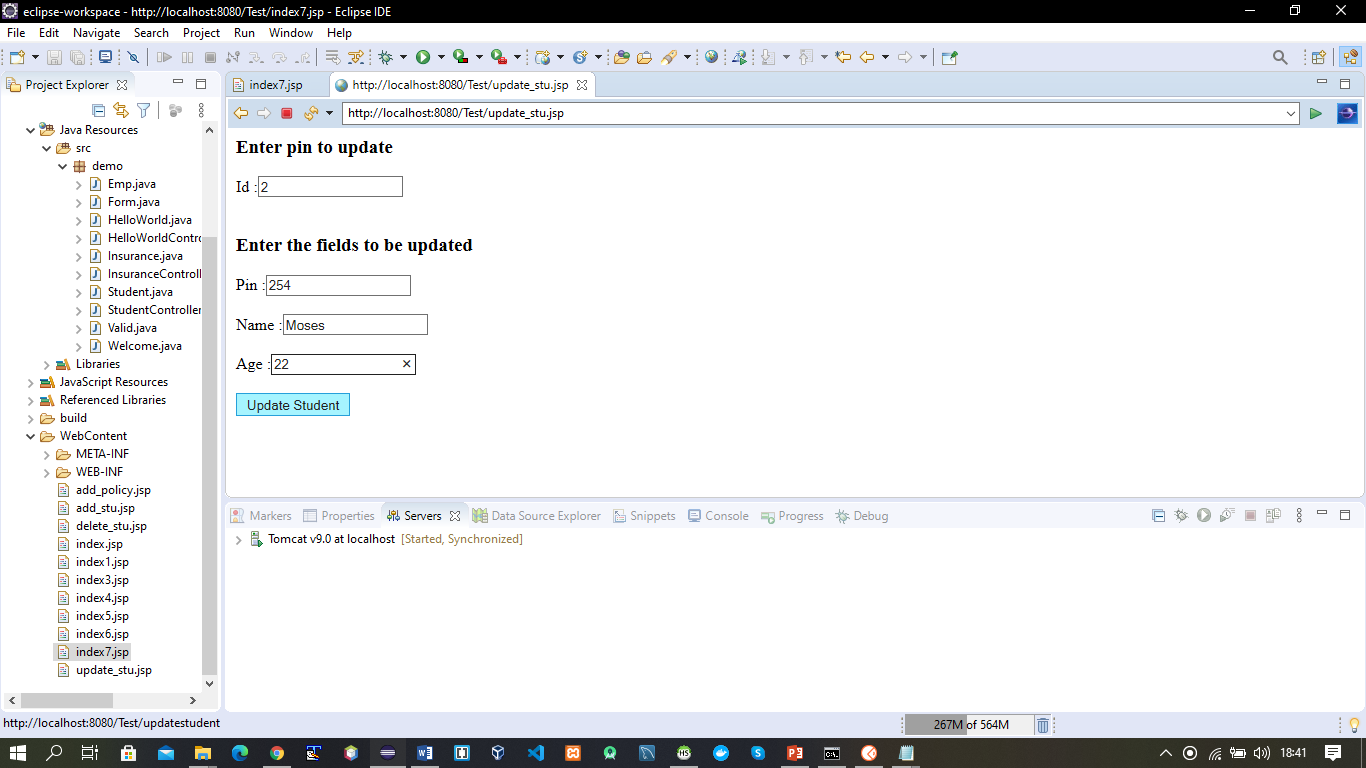 eclipse-workspace - http://localhost:8080/Test/index7.jsp - Eclipse IDE
File Edit Navigate Search Project Run Window Help
Project Explorer
Java Resources
src
demo
Emp.java
Form.java
HelloWorld.java
HelloWorldContro
Insurance.java
InsuranceControll
Student.java
StudentController
Valid.java
Welcome.java
Libraries
JavaScript Resources
Referenced Libraries
build
WebContent
META-INF
WEB-INF
add_policy.jsp
add_stu.jsp
delete_stu.jsp
index.jsp
index1.jsp
index3.jsp
index4.jsp
index5.jsp
index6.jsp
index7.jsp
update_stu.jsp
index7.jsp http://localhost:8080/Test/update_stu.jsp
http://localhost:8080/Test/update_stu.jsp
Enter pin to update
Id : 2
Enter the fields to be updated
Pin : 254
Name : Moses
Age : 22
Update Student
Markers Properties Servers Data Source Explorer Snippets Console Progress Debug
Tomcat v9.0 at localhost [Started, Synchronized]
http://localhost:8080/Test/updatestudent
267M of 564M
18:41